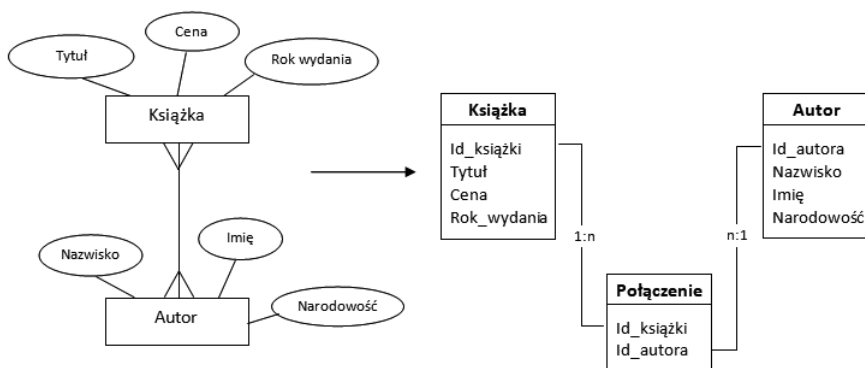 Cena
Tytuł
Rok wydania
Książka
Nazwisko
Imię
Narodowość
Autor
Książka
Id_książki
Tytuł
Cena
Rok_wydania
1:n
Autor
Id_autora
Nazwisko
Imię
Narodowość
n:1
Połączenie
Id_książki
Id_autora